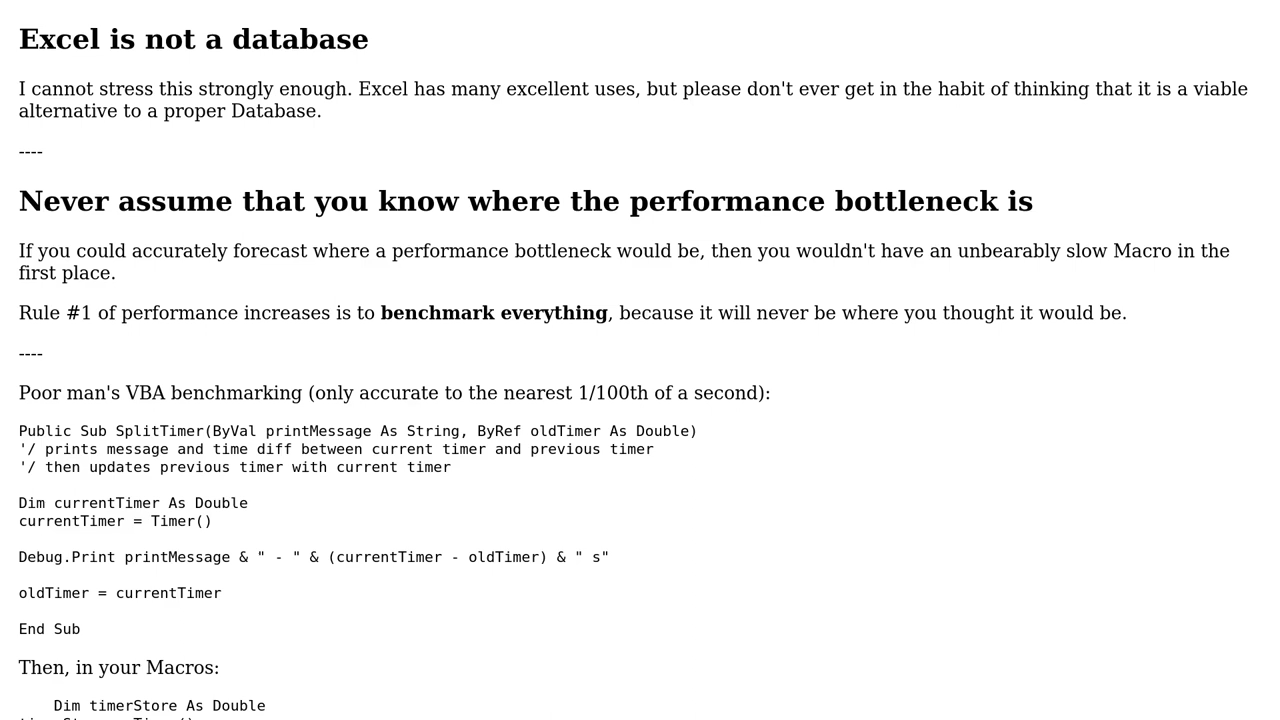 Excel is not a database
I cannot stress this strongly enough. Excel has many excellent uses, but please don't ever get in the habit of thinking that it is a viable
alternative to a proper Database.
----
Never assume that you know where the performance bottleneck is
If you could accurately forecast where a performance bottleneck would be, then you wouldn't have an unbearably slow Macro in the
first place.
Rule #1 of performance increases is to benchmark everything, because it will never be where you thought it would be.
----
Poor man's VBA benchmarking (only accurate to the nearest 1/100th of a second):
Public Sub SplitTimer(ByVal printMessage As String, ByRef oldTimer As Double)
'/ prints message and time diff between current timer and previous timer
'/ then updates previous timer with current timer
Dim currentTimer As Double
currentTimer = Timer()
Debug.Print printMessage & " - " & (currentTimer - oldTimer) & " s"
oldTimer = currentTimer
End Sub
Then, in your Macros:
    Dim timerStore As Double